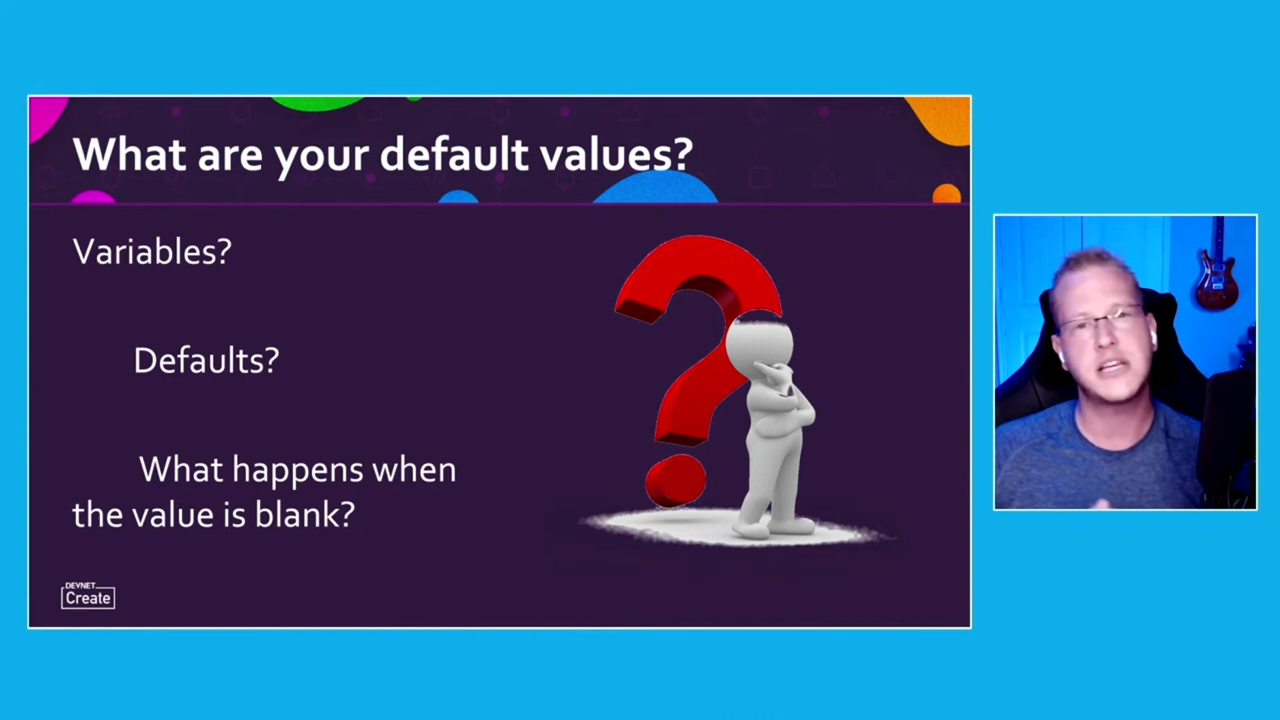 What are your default values?
Variables?
Defaults?
What happens when
the value is blank?
DEVNET
Create